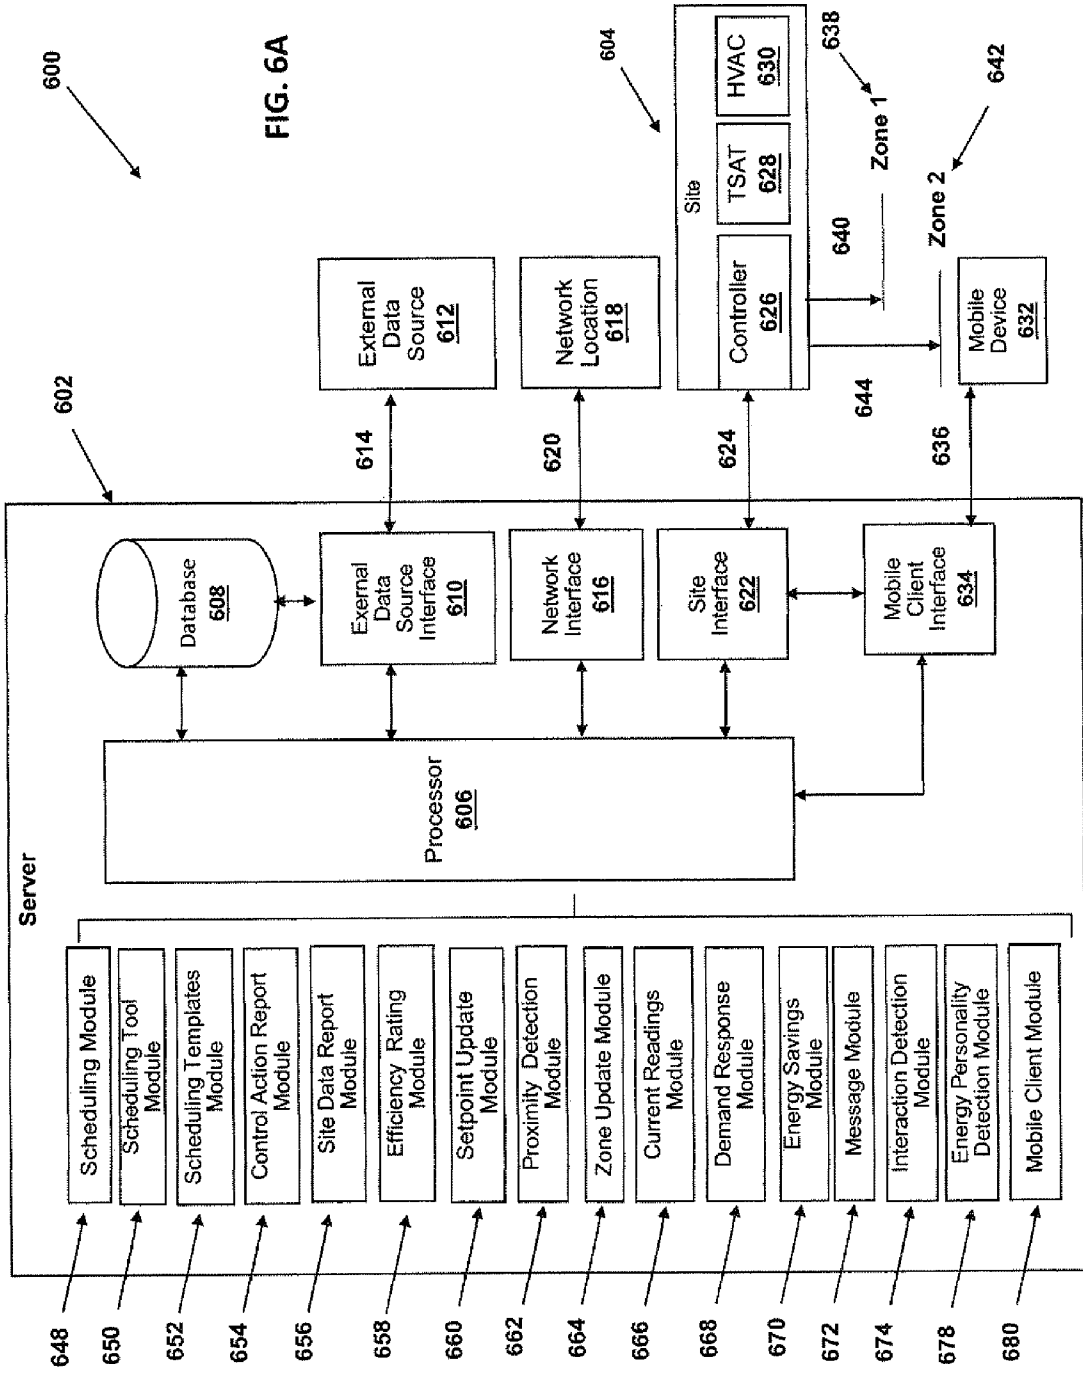 600
FIG. 6A
Server
602
604
Scheduling Module
648
Scheduling Tool
Module
650
Scheduling Templates
Module
652
Control Action Report
Module
654
Site Data Report
Module
656
Efficiency Rating
Module
658
Setpoint Update
Module
660
Proximity Detection
Module
662
Zone Update Module
664
Current Readings
Module
666
Demand Response
Module
668
Energy Savings
Module
670
Message Module
672
Interaction Detection
Module
674
Energy Personality
Detection Module
678
Mobile Client Module
680
Processor
606
Database
608
Exernal Data
Source
Interface
610
Network
Interface
616
Site
Interface
622
Mobile
Client
Interface
634
614
620
624
636
External
Data
Source
612
Network
Location
618
Site
Controller
626
TSAT
628
HVAC
630
638
Zone 1
640
642
Zone 2
644
Mobile
Device
632